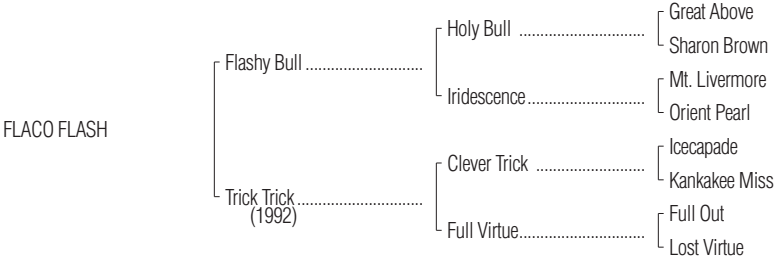 Great Above
Holy Bull ..............................
Sharon Brown
Flashy Bull ............................
Mt. Livermore
Iridescence..............................
Orient Pearl
FLACO FLASH
Icecapade
Clever Trick ...........................
Kankakee Miss
Trick Trick..............................
(1992)
Full Out
Full Virtue...............................
Lost Virtue